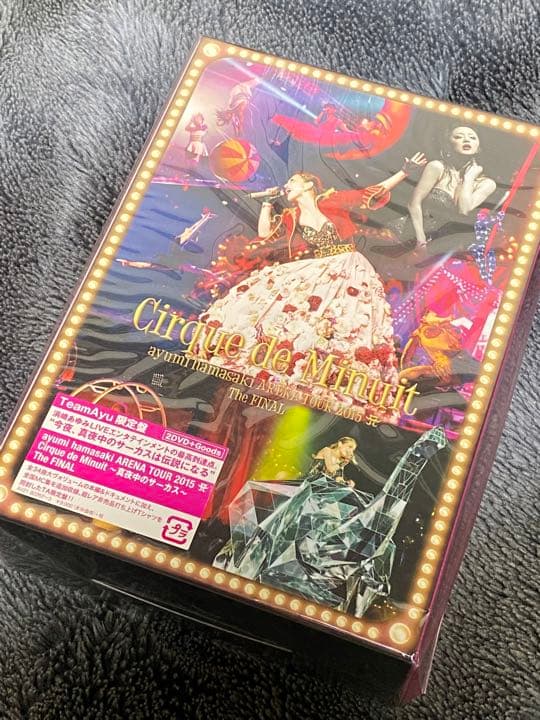 Cirque de Minuit
ayumi hamasaki ARENA TOUR 2015 A
The FINAL
TeamAyu 限定盤
2DVD+Goods
浜崎あゆみLIVEエンタテインメントの最高到達点。
"今夜、真夜中のサーカスは伝説になる"
ayumi hamasaki ARENA TOUR 2015 A
Cirque de Minuit ～真夜中のサーカス～
The FINAL
プラ